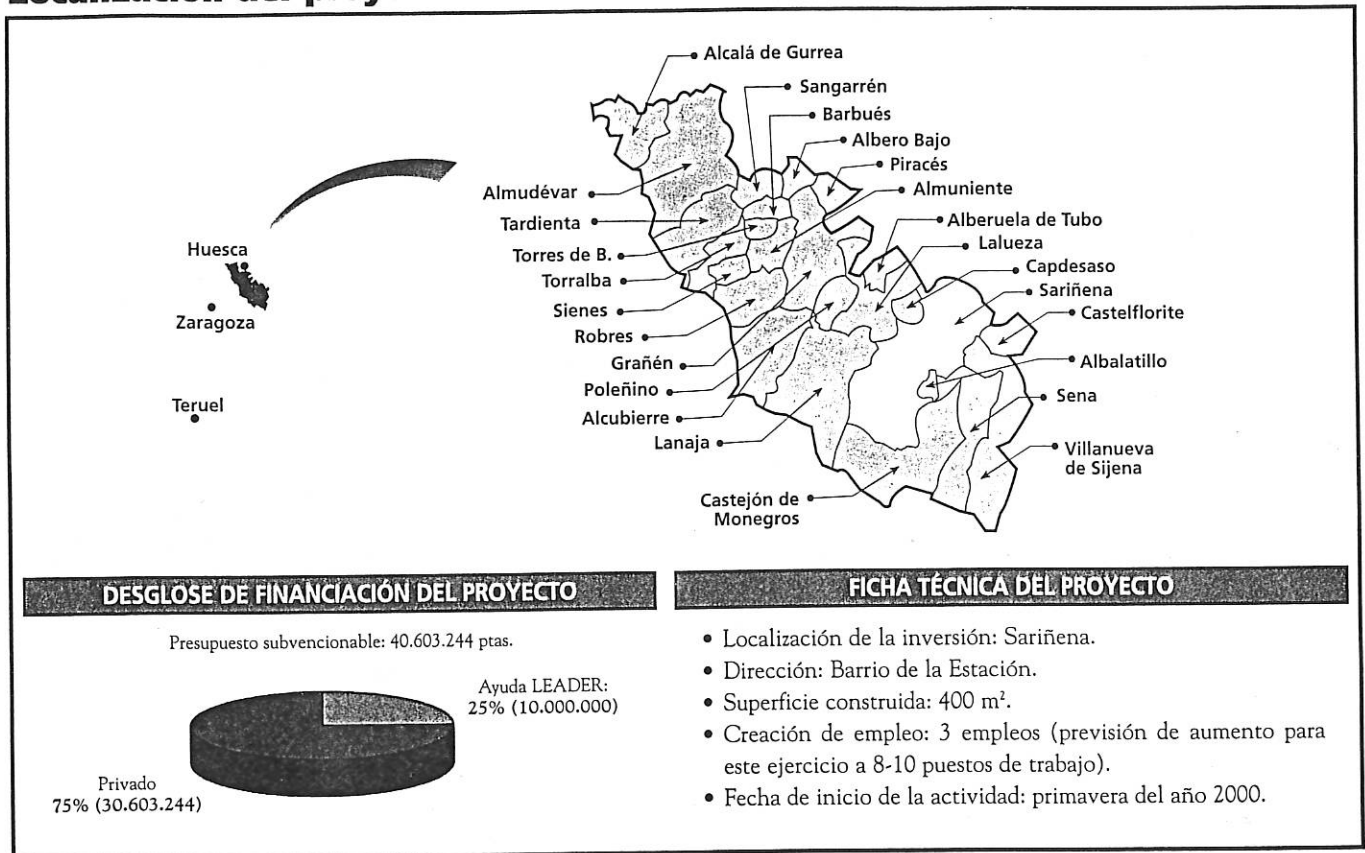 Huesca
Zaragoza
Teruel
Alcalá de Gurrea
Sangarrén
Barbués
Albero Bajo
Piracés
Almuniente
Alberuela de Tubo
Lalueza
Capdesaso
Sariñena
Castelflorite
Albalatillo
Sena
Villanueva
de Sijena
Almudévar
Tardienta
Torres de B.
Torralba
Sienes
Robres
Grañén
Poleñino
Alcubierre
Lanaja
Castejón de
Monegros
DESGLOSE DE FINANCIACIÓN DEL PROYECTO
Presupuesto subvencionable: 40.603.244 ptas.
Ayuda LEADER:
25% (10.000.000)
Privado
75% (30.603.244)
FICHA TÉCNICA DEL PROYECTO
• Localización de la inversión: Sariñena.
• Dirección: Barrio de la Estación.
• Superficie construida: 400 m².
• Creación de empleo: 3 empleos (previsión de aumento para
este ejercicio a 8-10 puestos de trabajo).
• Fecha de inicio de la actividad: primavera del año 2000.